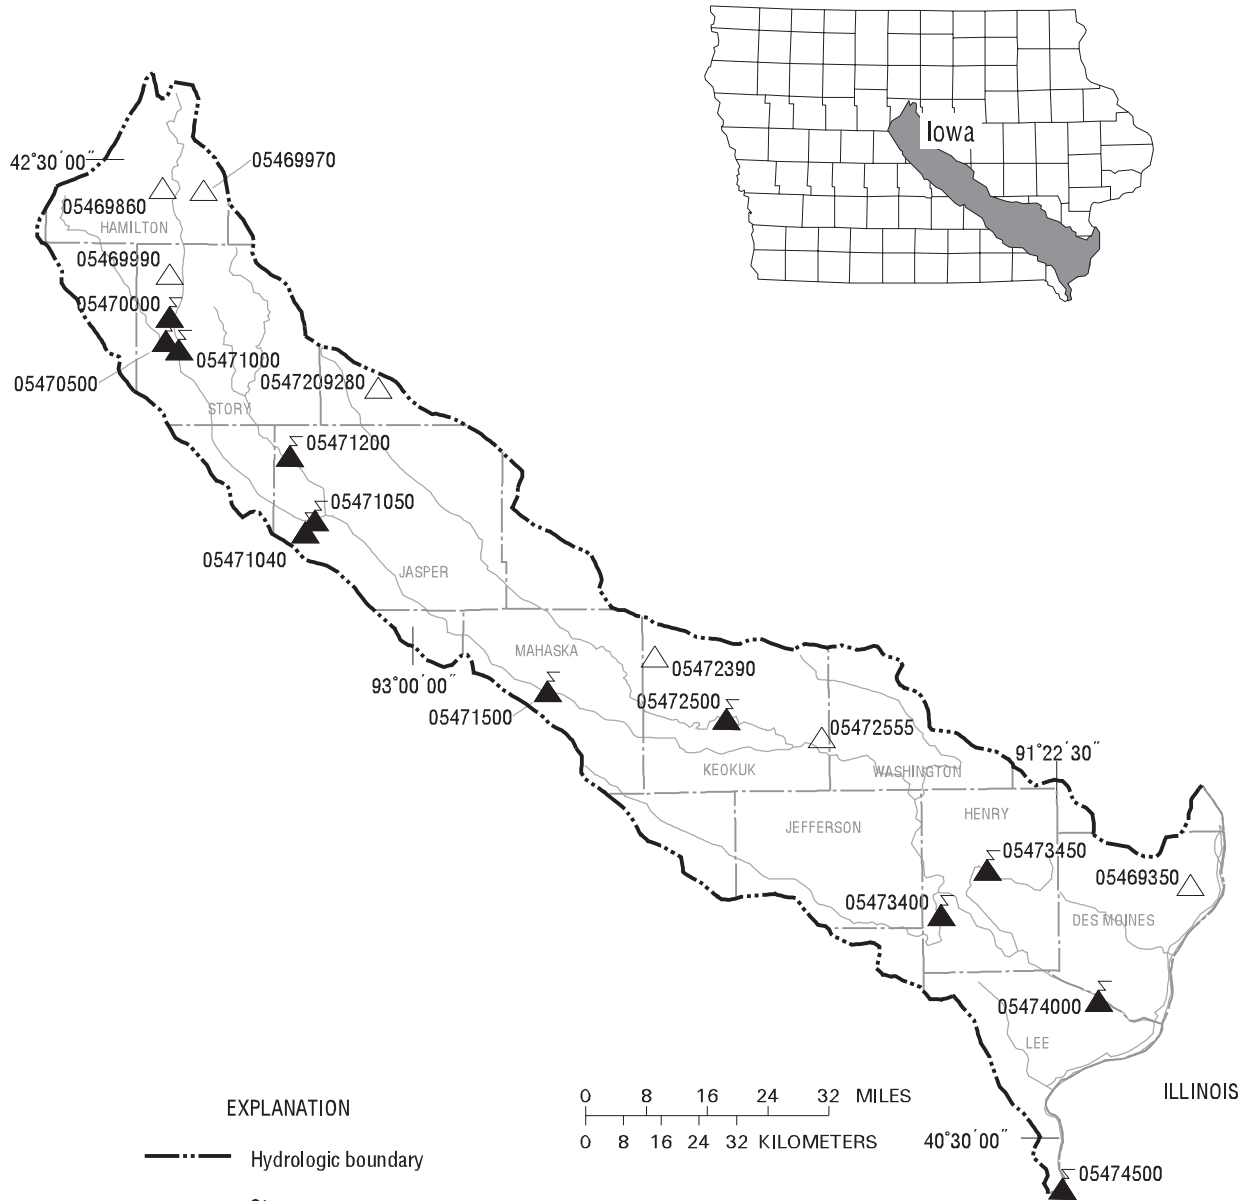 Iowa
42°30′00″
05469970
05469860
HAMILTON
05469990
05470000
05471000
05470500
0547209280
STORY
05471200
05471050
05471040
JASPER
MAHASKA
05472390
93°00′00″
05471500
05472500
05472555
91°22′30″
KEOKUK
WASHINGTON
JEFFERSON
HENRY
05473450
05469350
05473400
DES MOINES
05474000
LEE
ILLINOIS
0 8 16 24 32 MILES
0 8 16 24 32 KILOMETERS
40°30′00″
05474500
EXPLANATION
Hydrologic boundary